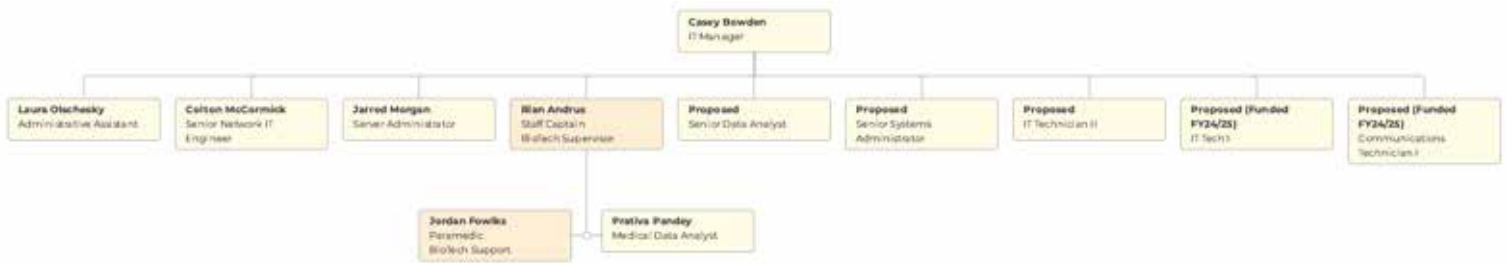 Casey Bowden
IT Manager
Laura Olschesky
Administrative Assistant
Colton McCormick
Senior Network IT
Engineer
Jarred Morgan
Server Administrator
Brian Andrus
Staff Captain
BioTech Supervisor
Proposed
Senior Data Analyst
Proposed
Senior Systems
Administrator
Proposed
IT Technician II
Proposed (Funded
FY24/25)
IT Tech I
Proposed (Funded
FY24/25)
Communications
Technician I
Jordan Fowlks
Paramedic
BioTech Support
Prativa Pandey
Medical Data Analyst